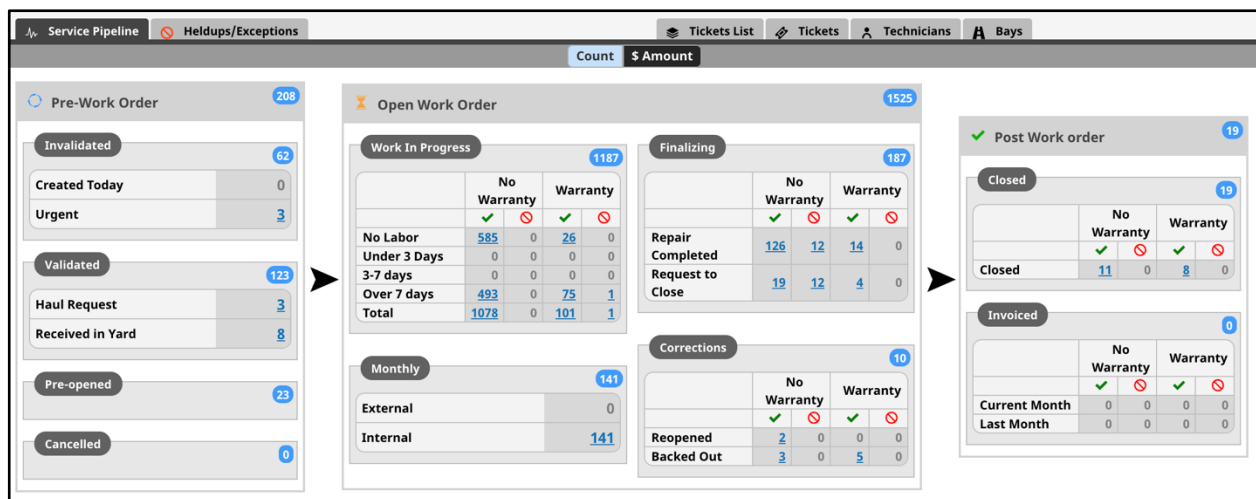 Service Pipeline Heldups/Exceptions Tickets List Tickets Technicians Bays
Count $ Amount
Pre-Work Order 208
Invalidated 62
Created Today 0
Urgent 3
Validated 123
Haul Request 3
Received in Yard 8
Pre-opened 23
Cancelled 0
Open Work Order 1525
Work In Progress 1187
No Warranty Warranty
No Labor 585 0 26 0
Under 3 Days 0 0 0 0
3-7 days 0 0 0 0
Over 7 days 493 0 75 1
Total 1078 0 101 1
Monthly 141
External 0
Internal 141
Finalizing 187
No Warranty Warranty
Repair Completed 126 12 14 0
Request to Close 19 12 4 0
Corrections 10
No Warranty Warranty
Reopened 2 0 0 0
Backed Out 3 0 5 0
Post Work order 19
Closed 19
No Warranty Warranty
Closed 11 0 8 0
Invoiced 0
No Warranty Warranty
Current Month 0 0 0 0
Last Month 0 0 0 0